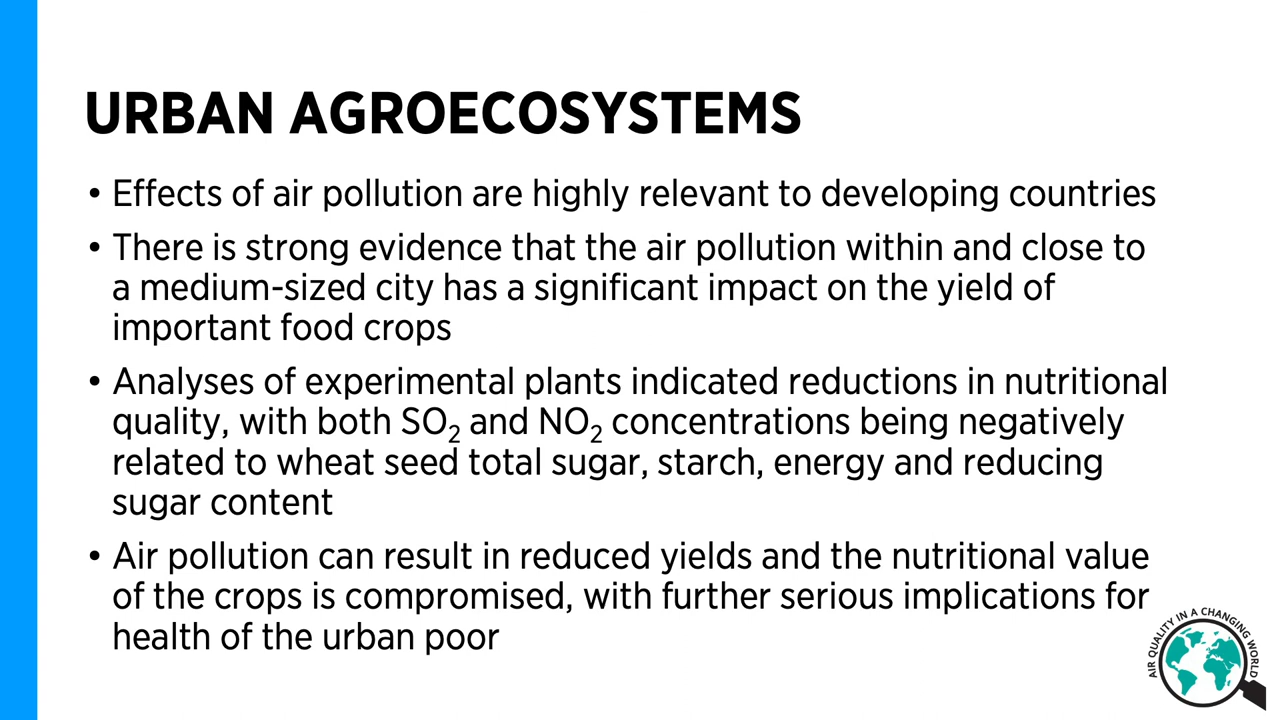 URBAN AGROECOSYSTEMS
• Effects of air pollution are highly relevant to developing countries
• There is strong evidence that the air pollution within and close to
a medium-sized city has a significant impact on the yield of
important food crops
• Analyses of experimental plants indicated reductions in nutritional
quality, with both SO₂ and NO₂ concentrations being negatively
related to wheat seed total sugar, starch, energy and reducing
sugar content
• Air pollution can result in reduced yields and the nutritional value
of the crops is compromised, with further serious implications for
health of the urban poor
AIR QUALITY IN A CHANGING WORLD